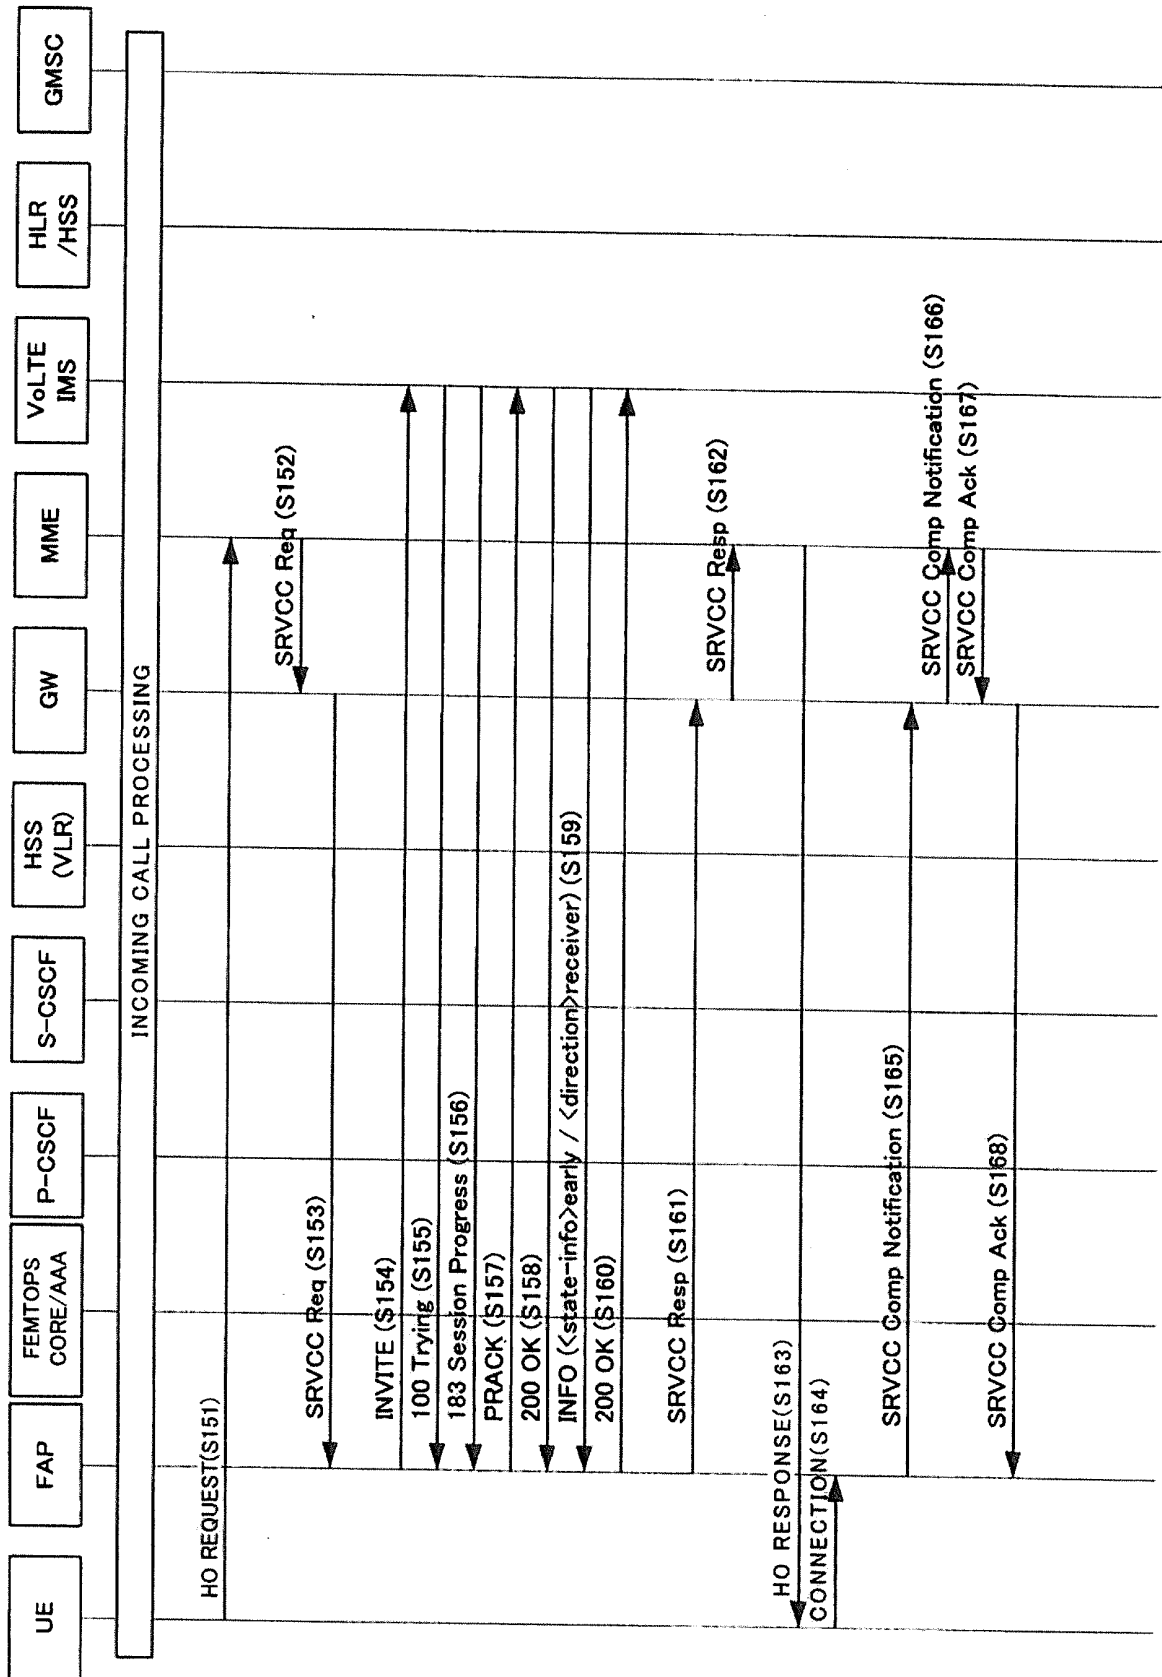 UE
FAP
FEMTOPS
CORE/AAA
P-CSCF
S-CSCF
HSS
(VLR)
GW
MME
VoLTE
IMS
HLR
/HSS
GMSC
INCOMING CALL PROCESSING
HO REQUEST(S151)
SRVCC Req (S152)
SRVCC Req (S153)
INVITE (S154)
100 Trying (S155)
183 Session Progress (S156)
PRACK (S157)
200 OK (S158)
INFO (<state-info>early / <direction>receiver) (S159)
200 OK (S160)
SRVCC Resp (S161)
SRVCC Resp (S162)
HO RESPONSE(S163)
CONNECTION(S164)
SRVCC Comp Notification (S165)
SRVCC Comp Notification (S166)
SRVCC Comp Ack (S167)
SRVCC Comp Ack (S168)